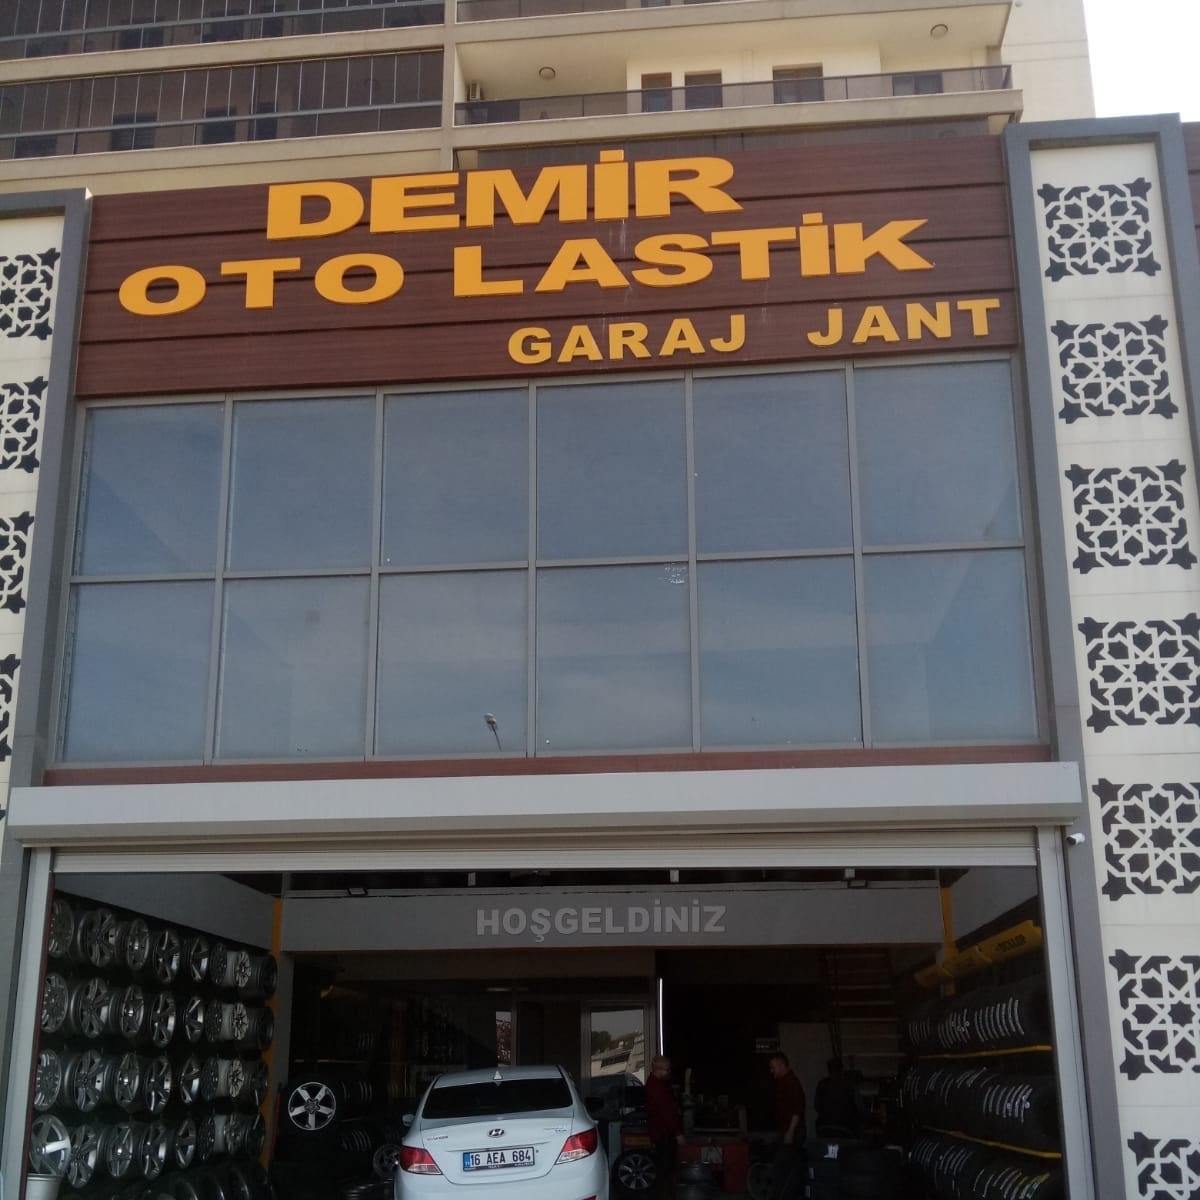 DEMİR
OTO LASTİK
GARAJ JANT
HOŞGELDİNİZ
16 AEA 684